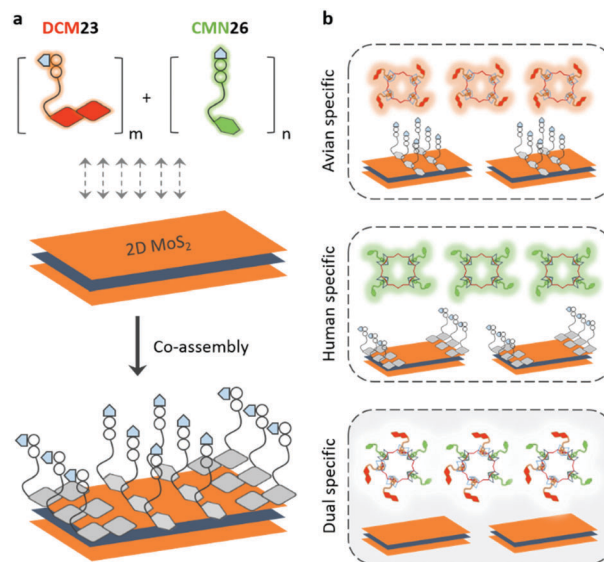 a
DCM23
CMN26
+
m
n
2D MoS₂
Co-assembly
b
Avian specific
Human specific
Dual specific